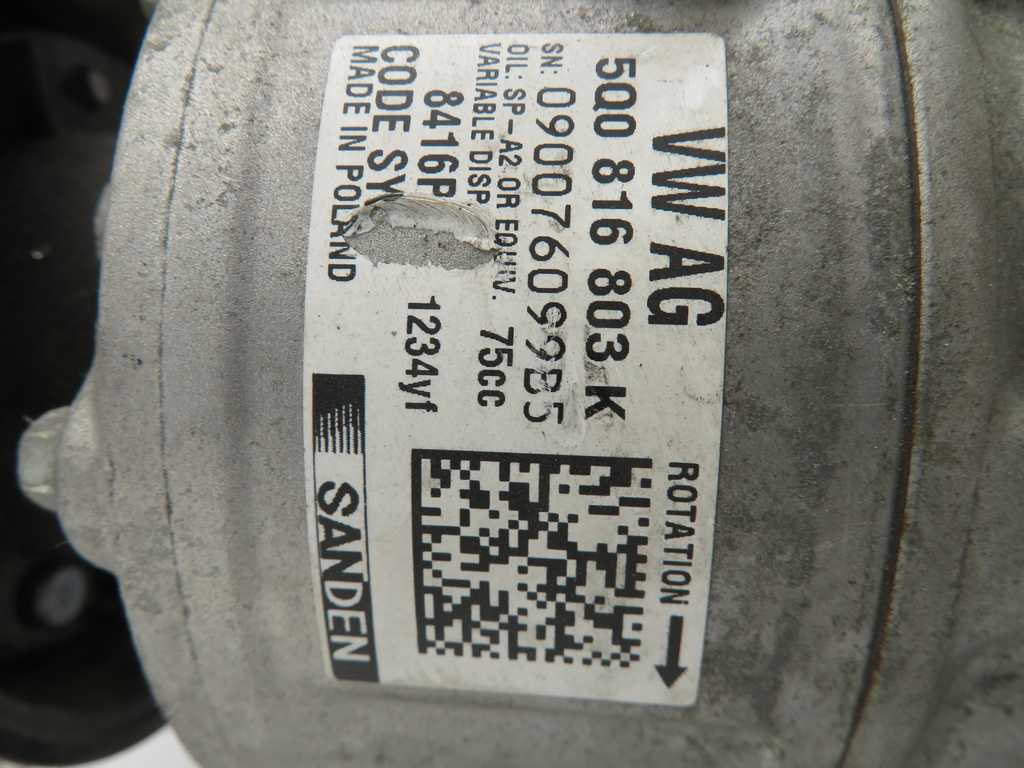 VW AG
5Q0 816 803 K
SN: 090076099B5
OIL: SP-A2 OR EQUIV. 75CC
VARIABLE DISP.
8416P 1234yf
CODE SY
MADE IN POLAND
ROTATION
SANDEN